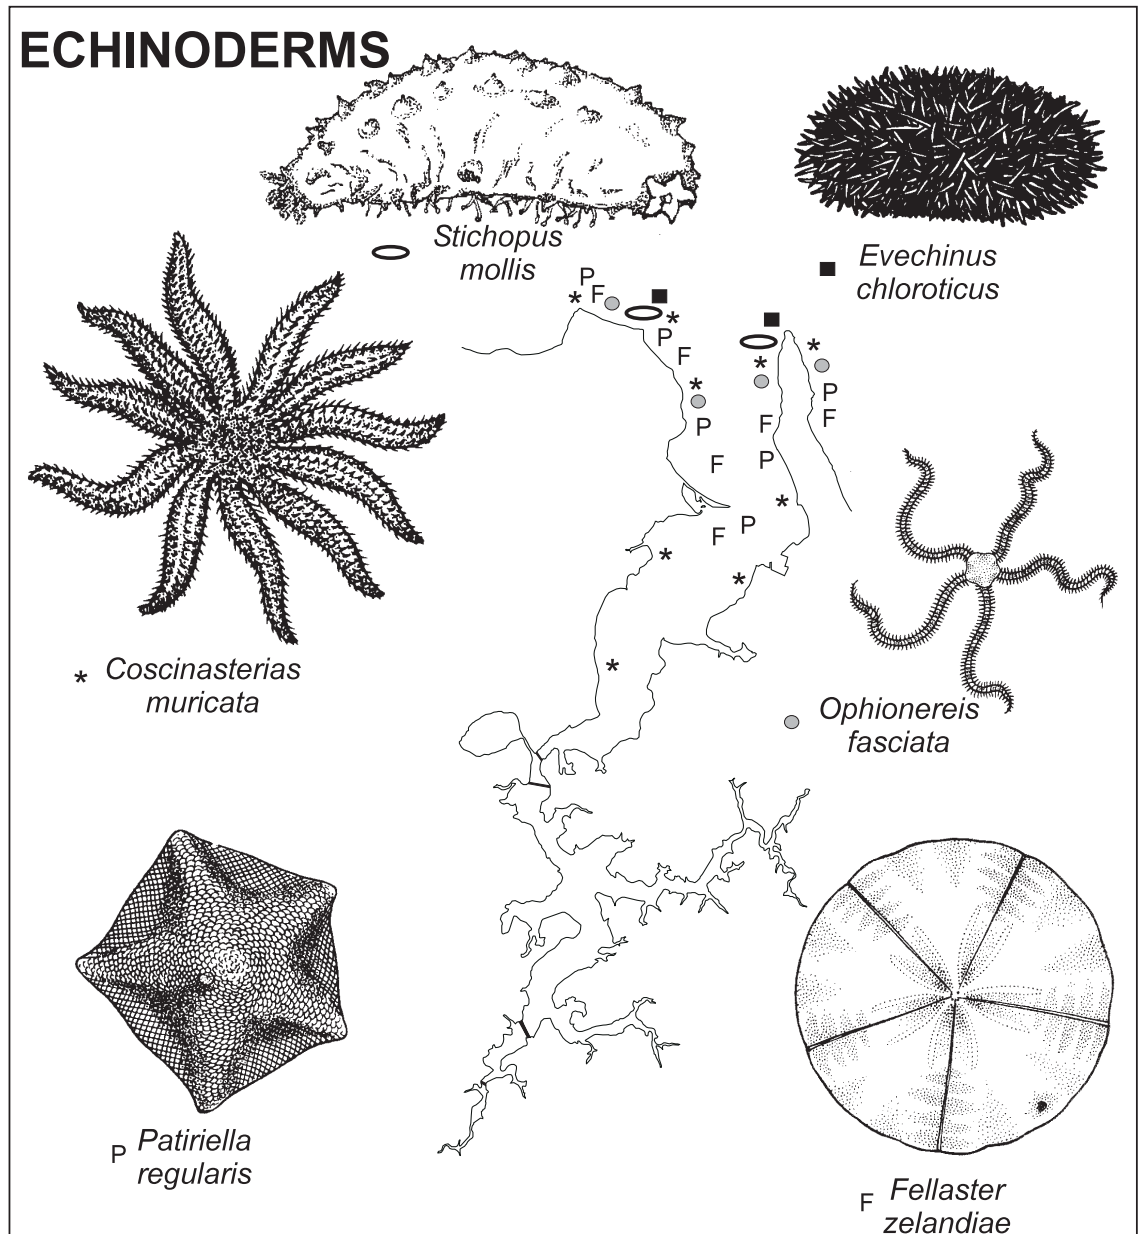 ECHINODERMS
Stichopus
mollis
Evechinus
chloroticus
P
F
*
*
P
F
*
*
*
P
P
F
F
P
F
P
*
P
F
*
*
*
* Coscinasterias
muricata
Ophionereis
fasciata
P Patiriella
regularis
F Fellaster
zelandiae